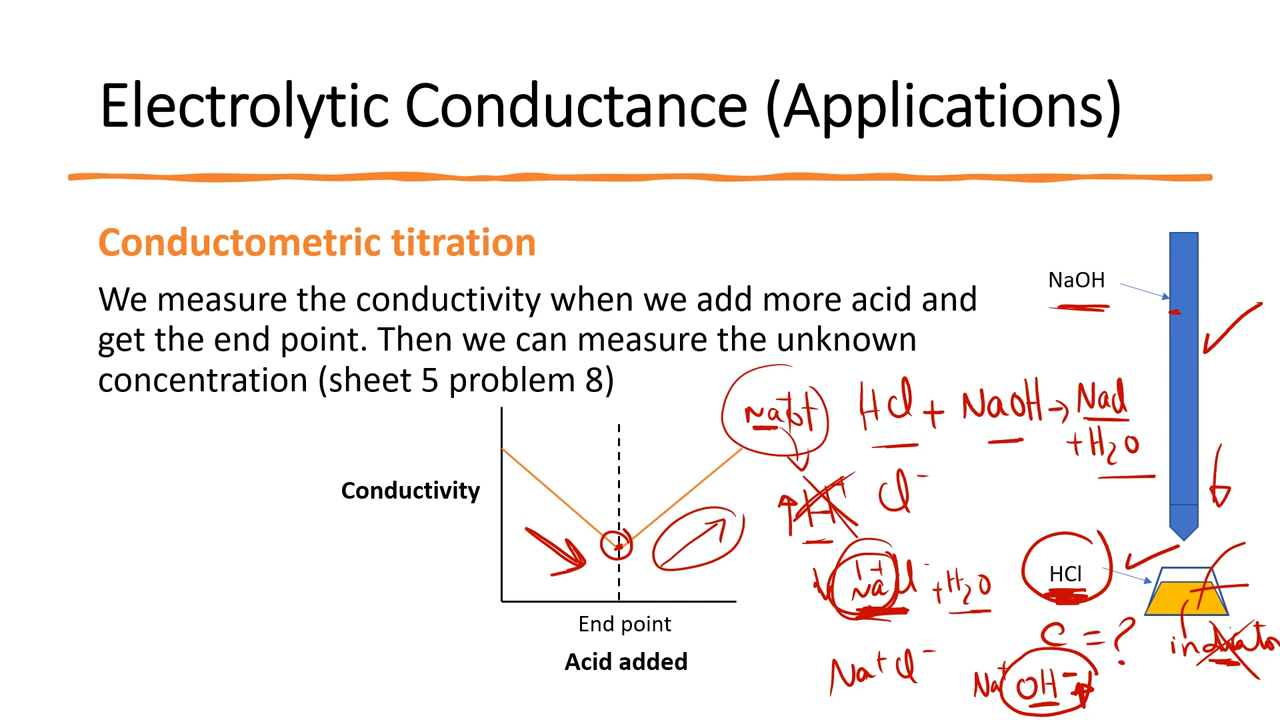 Electrolytic Conductance (Applications)
Conductometric titration
We measure the conductivity when we add more acid and
get the end point. Then we can measure the unknown
concentration (sheet 5 problem 8)
NaOH
HCl + NaOH → NaCl
+ H₂O
Cl⁻
Conductivity
+ H₂O
HCl
End point
C = ?
Acid added
Na⁺ Cl⁻
Na⁺ OH⁻